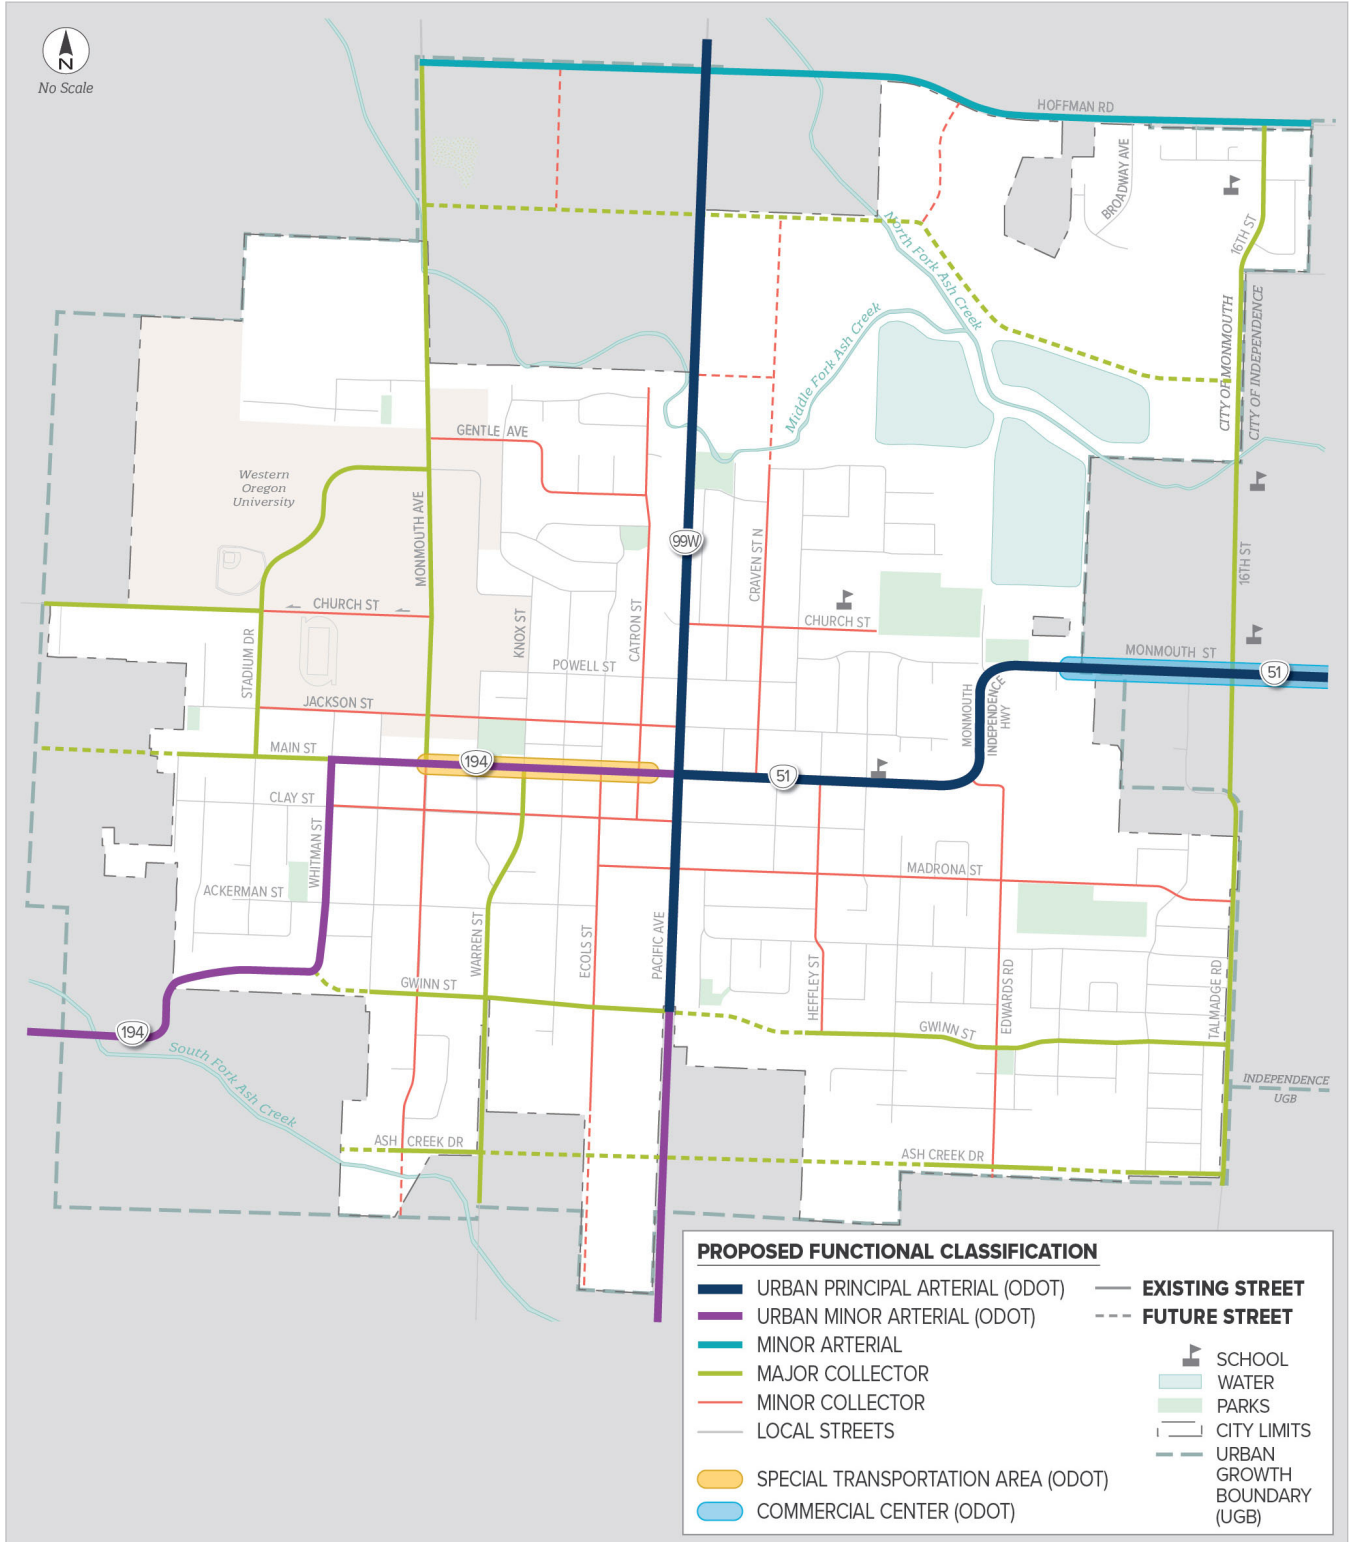 N
No Scale
HOFFMAN RD
BROADWAY AVE
16TH ST
North Fork Ash Creek
CITY OF MONMOUTH
CITY OF INDEPENDENCE
Middle Fork Ash Creek
GENTLE AVE
Western
Oregon
University
MONMOUTH AVE
99W
CRAVEN ST N
16TH ST
CHURCH ST
CHURCH ST
KNOX ST
CATRON ST
STADIUM DR
POWELL ST
MONMOUTH ST
51
JACKSON ST
MONMOUTH
INDEPENDENCE
HWY
MAIN ST
194
51
CLAY ST
WHITMAN ST
MADRONA ST
ACKERMAN ST
WARREN ST
ECOLS ST
PACIFIC AVE
HEFFLEY ST
EDWARDS RD
TALMADGE RD
GWINN ST
GWINN ST
194
South Fork Ash Creek
INDEPENDENCE
UGB
ASH CREEK DR
ASH CREEK DR
PROPOSED FUNCTIONAL CLASSIFICATION
URBAN PRINCIPAL ARTERIAL (ODOT)
URBAN MINOR ARTERIAL (ODOT)
MINOR ARTERIAL
MAJOR COLLECTOR
MINOR COLLECTOR
LOCAL STREETS
SPECIAL TRANSPORTATION AREA (ODOT)
COMMERCIAL CENTER (ODOT)
EXISTING STREET
FUTURE STREET
SCHOOL
WATER
PARKS
CITY LIMITS
URBAN
GROWTH
BOUNDARY
(UGB)